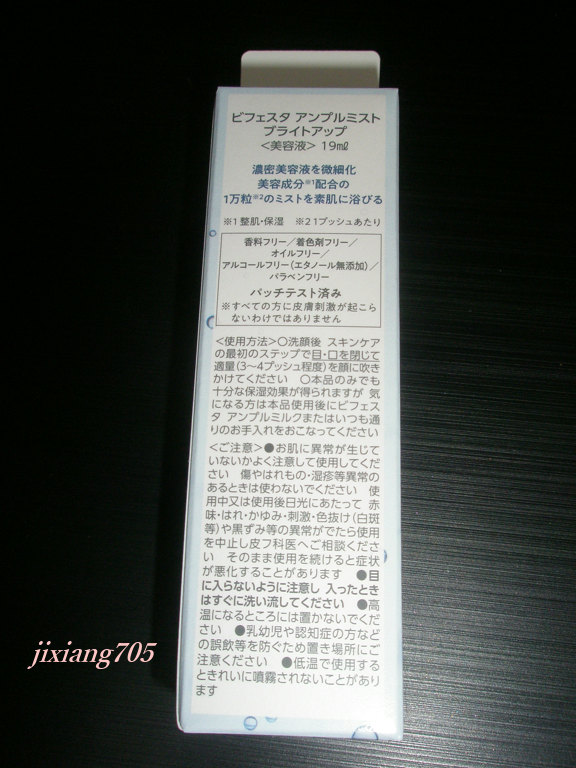 ビフェスタ アンプルミスト
ブライトアップ
<美容液> 19㎖
濃密美容液を微細化
美容成分※1配合の
1万粒※2のミストを素肌に浴びる
※1 整肌・保湿　※2 1プッシュあたり
香料フリー／着色剤フリー／
オイルフリー／
アルコールフリー(エタノール無添加)／
パラベンフリー
パッチテスト済み
※すべての方に皮膚刺激が起こら
ないわけではありません
<使用方法>○洗顔後 スキンケア
の最初のステップで目・口を閉じて
適量(3〜4プッシュ程度)を顔に吹き
かけてください　○本品のみでも
十分な保湿効果が得られますが 気
になる方は本品使用後にビフェス
タ アンプルミルクまたはいつも通
りのお手入れをおこなってください
<ご注意>●お肌に異常が生じて
いないかよく注意して使用してくだ
さい　傷やはれもの・湿疹等異常の
あるときは使わないでください　使
用中又は使用後日光にあたって 赤
味・はれ・かゆみ・刺激・色抜け(白斑
等)や黒ずみ等の異常がでたら使用
を中止し皮フ科医へご相談くださ
い　そのまま使用を続けると症状
が悪化することがあります　●目
に入らないように注意し 入ったとき
はすぐに洗い流してください　●高
温になるところには置かないでくだ
さい　●乳幼児や認知症の方など
の誤飲等を防ぐため置き場所にご
注意ください　●低温で使用する
ときれいに噴霧されないことがあり
ます
jixiang705